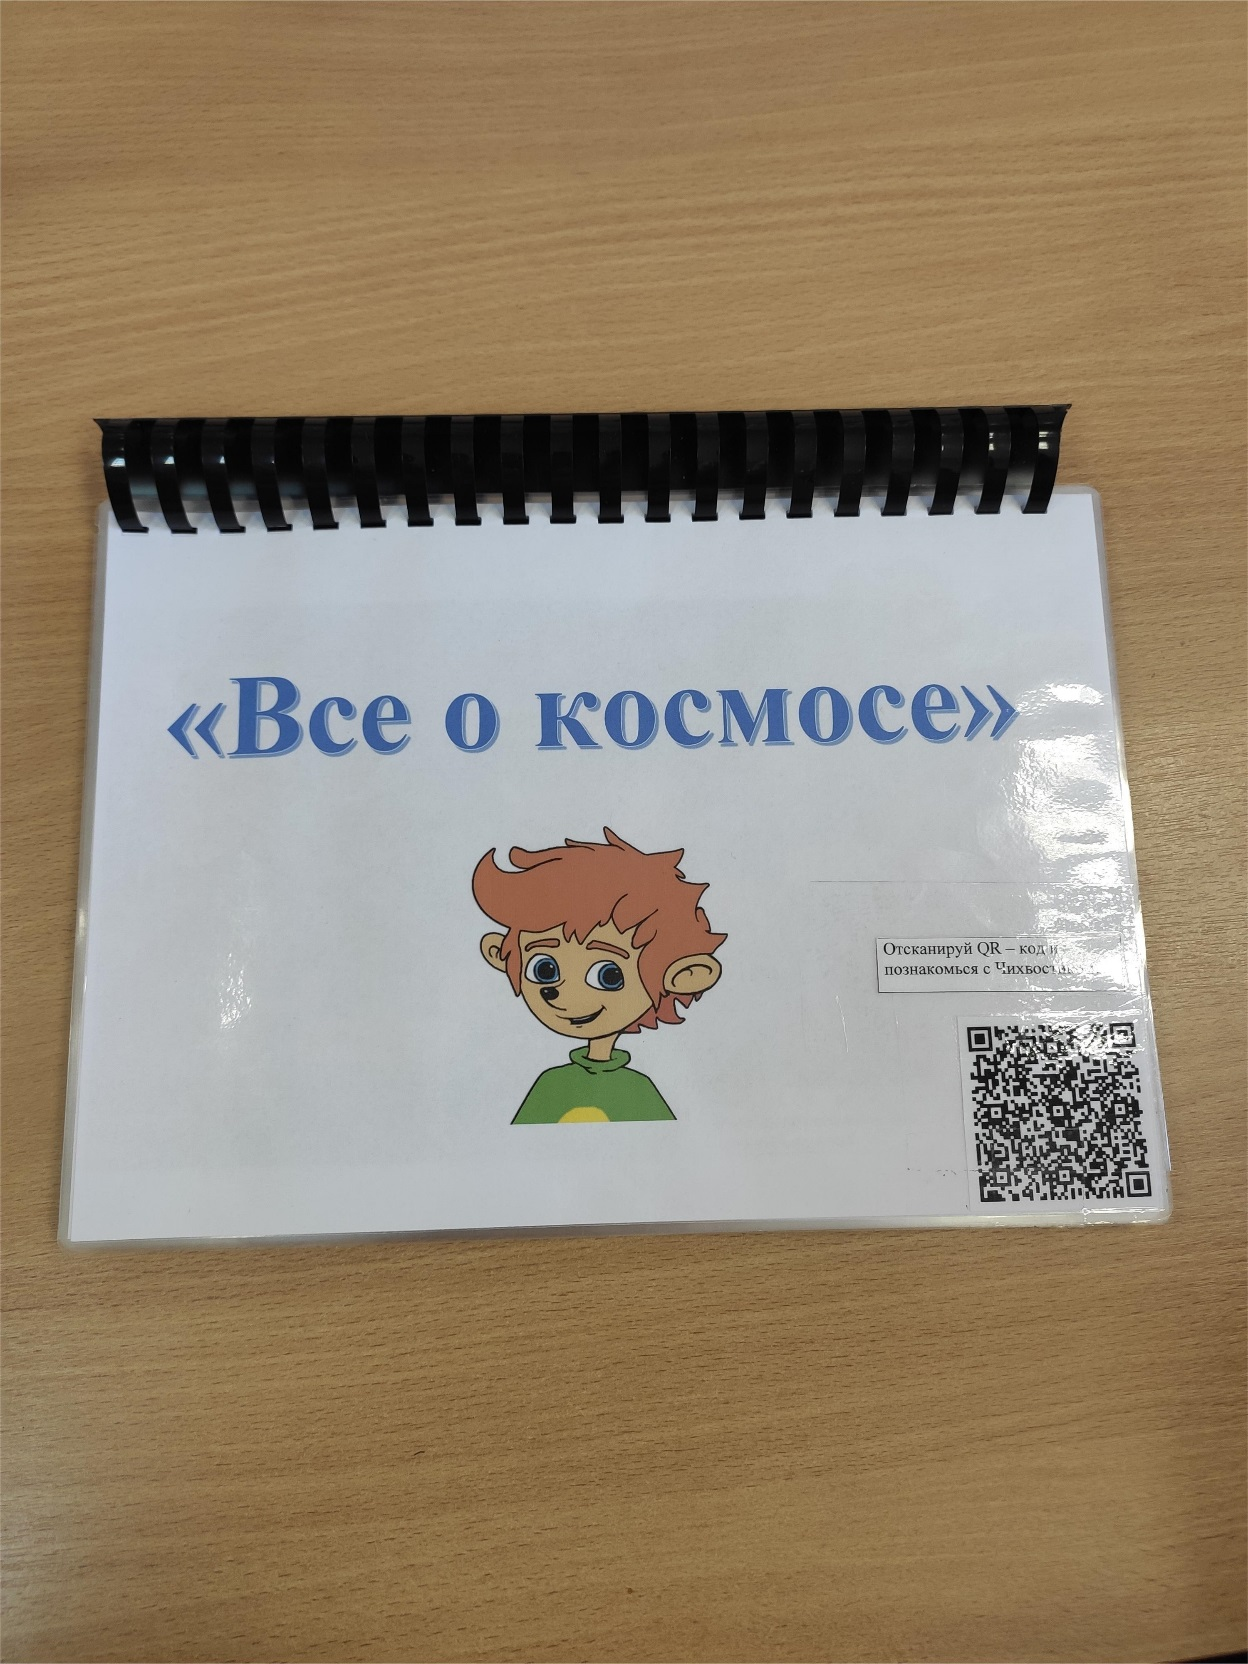 «Все о космосе»
Отсканируй QR – код и
познакомься с